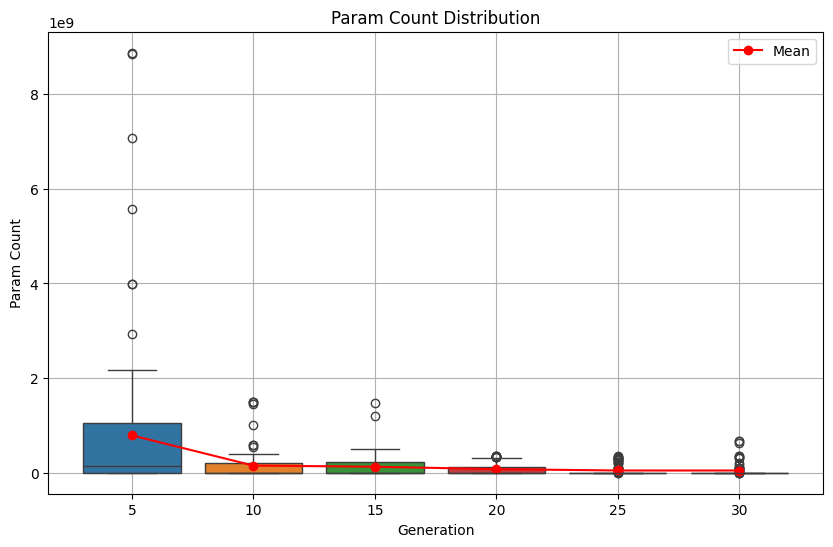 Param Count Distribution
1e9
Mean
8
6
4
2
0
Param Count
5 10 15 20 25 30
Generation